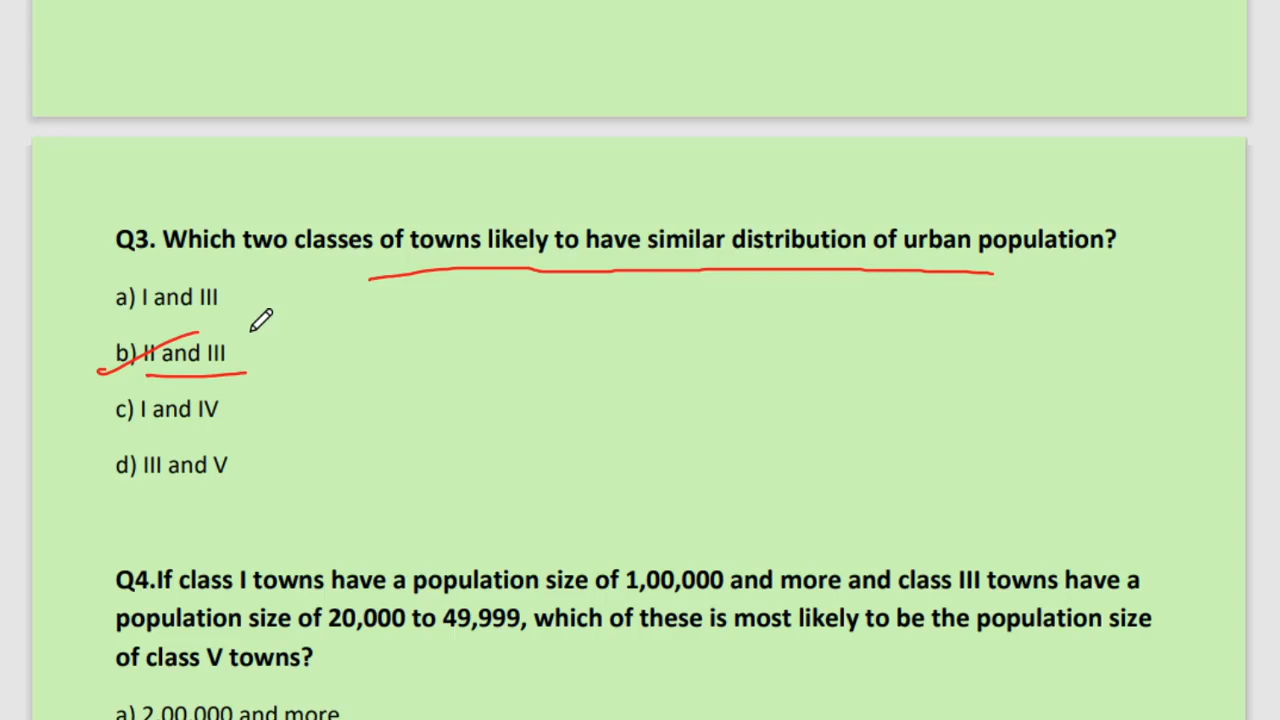 Q3. Which two classes of towns likely to have similar distribution of urban population?
a) I and III
b) II and III
c) I and IV
d) III and V
Q4.If class I towns have a population size of 1,00,000 and more and class III towns have a
population size of 20,000 to 49,999, which of these is most likely to be the population size
of class V towns?
a) 2,00,000 and more